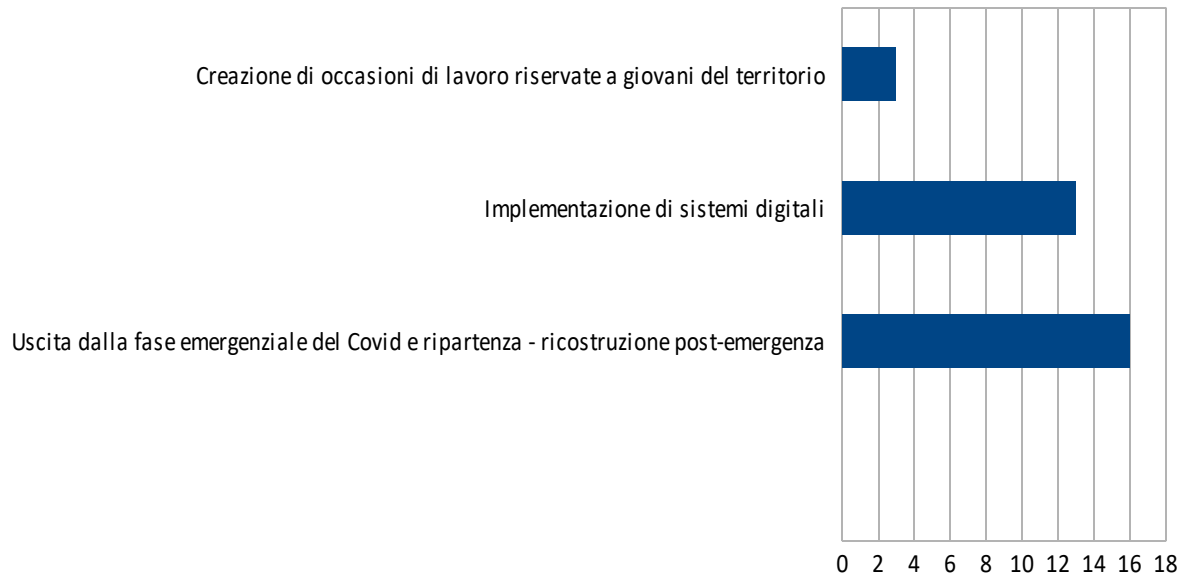 Creazione di occasioni di lavoro riservate a giovani del territorio
Implementazione di sistemi digitali
Uscita dalla fase emergenziale del Covid e ripartenza - ricostruzione post-emergenza
0 2 4 6 8 10 12 14 16 18